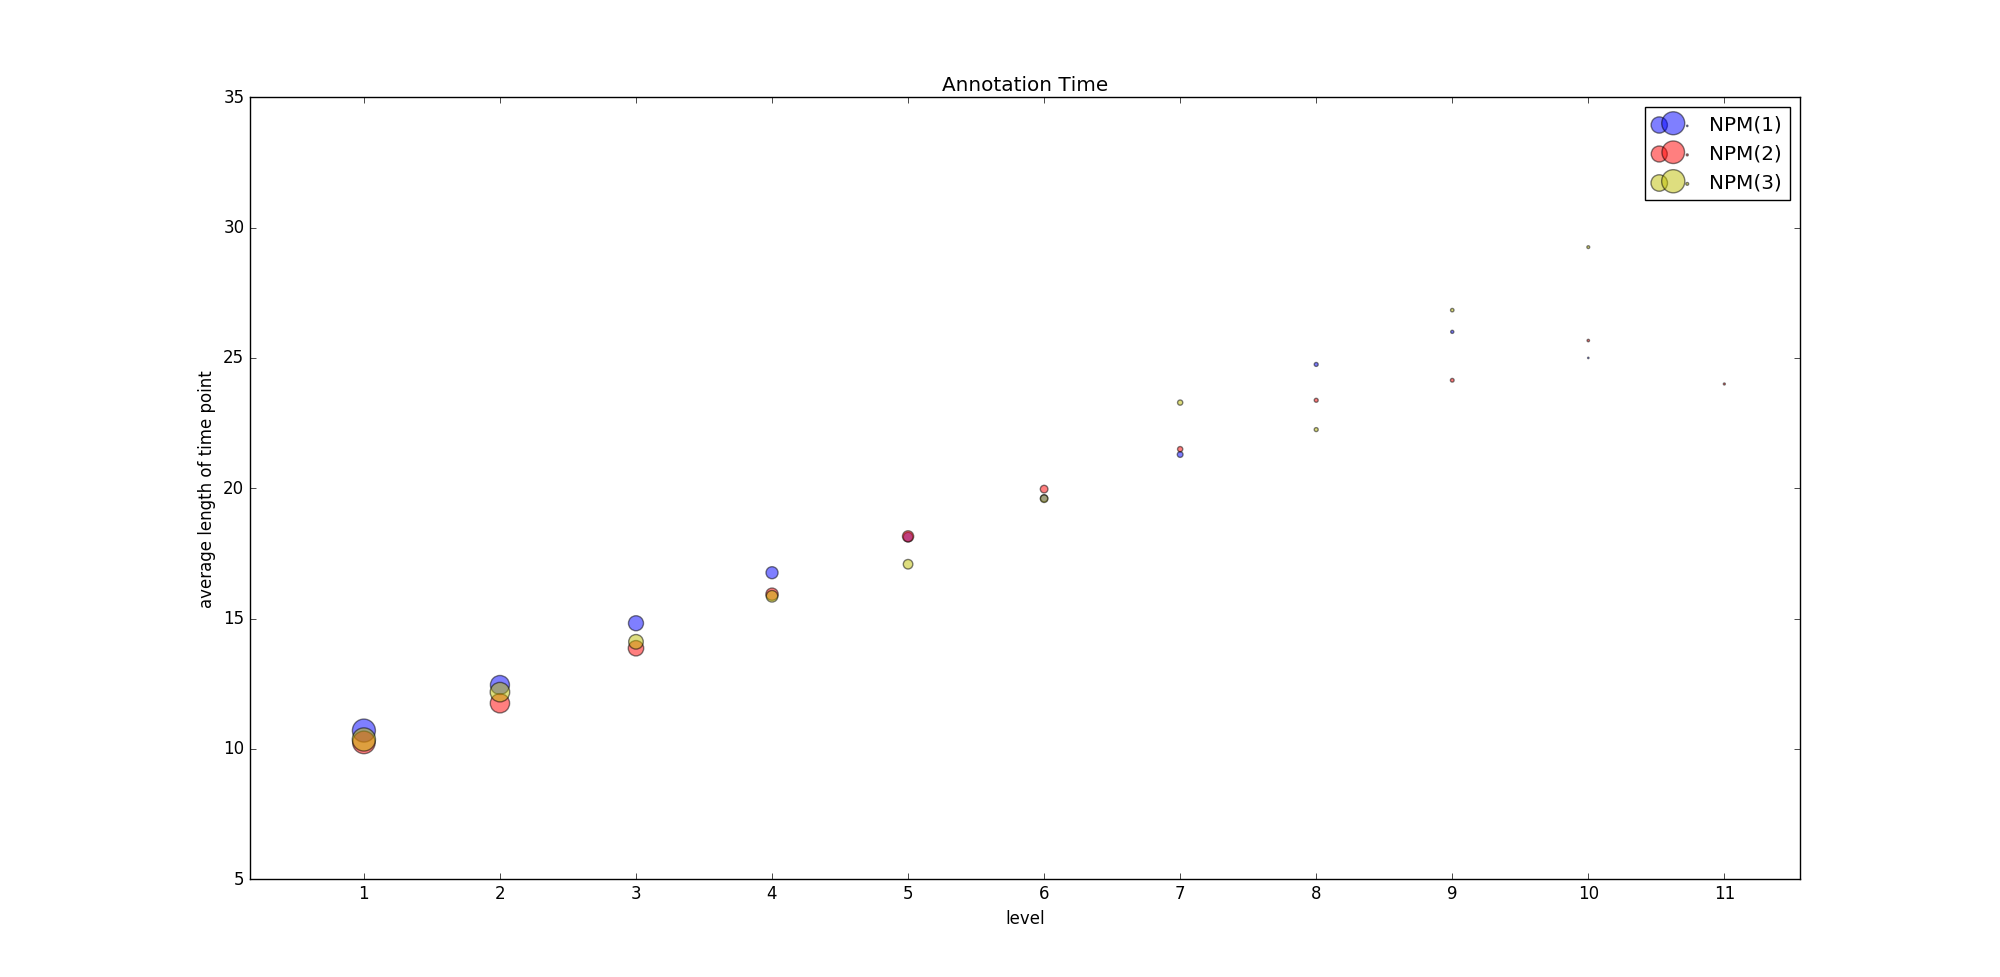 Annotation Time
35
30
25
20
15
10
5
average length of time point
NPM(1)
NPM(2)
NPM(3)
1 2 3 4 5 6 7 8 9 10 11
level